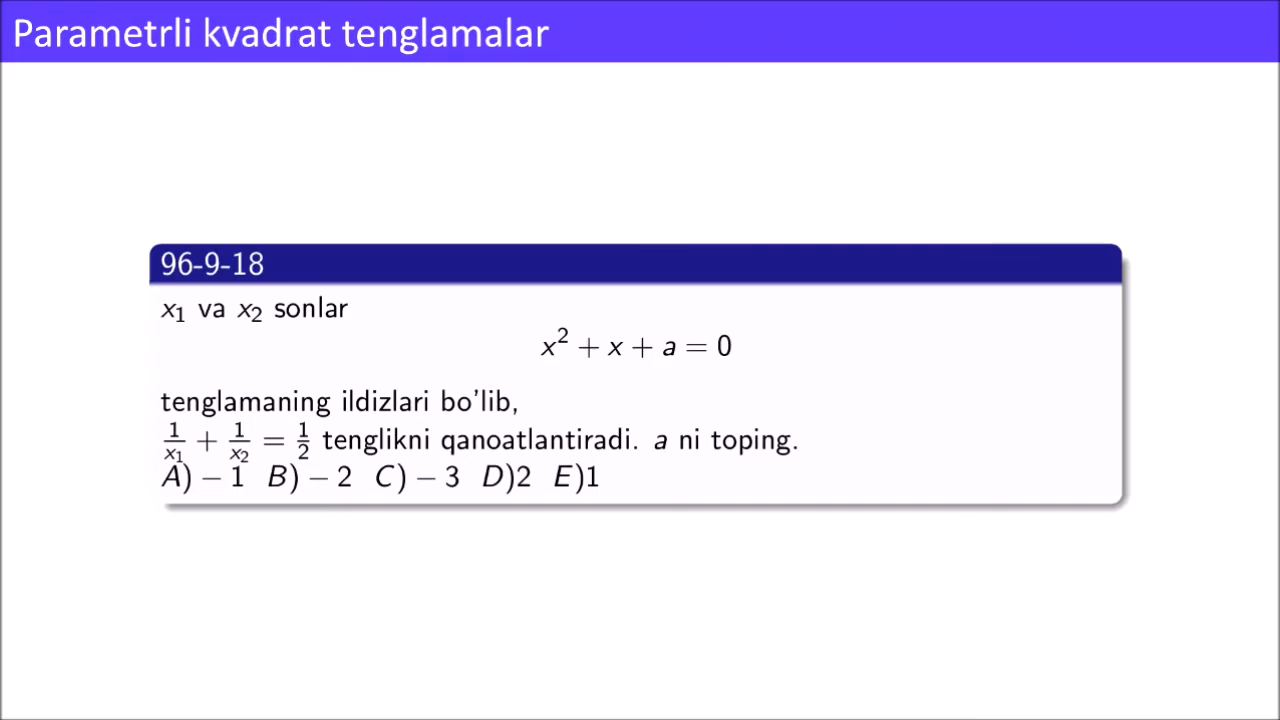 Parametrli kvadrat tenglamalar
96-9-18
x₁ va x₂ sonlar
x² + x + a = 0
tenglamaning ildizlari bo'lib,
1/x₁ + 1/x₂ = 1/2 tenglikni qanoatlantiradi. a ni toping.
A) − 1 B) − 2 C) − 3 D)2 E)1